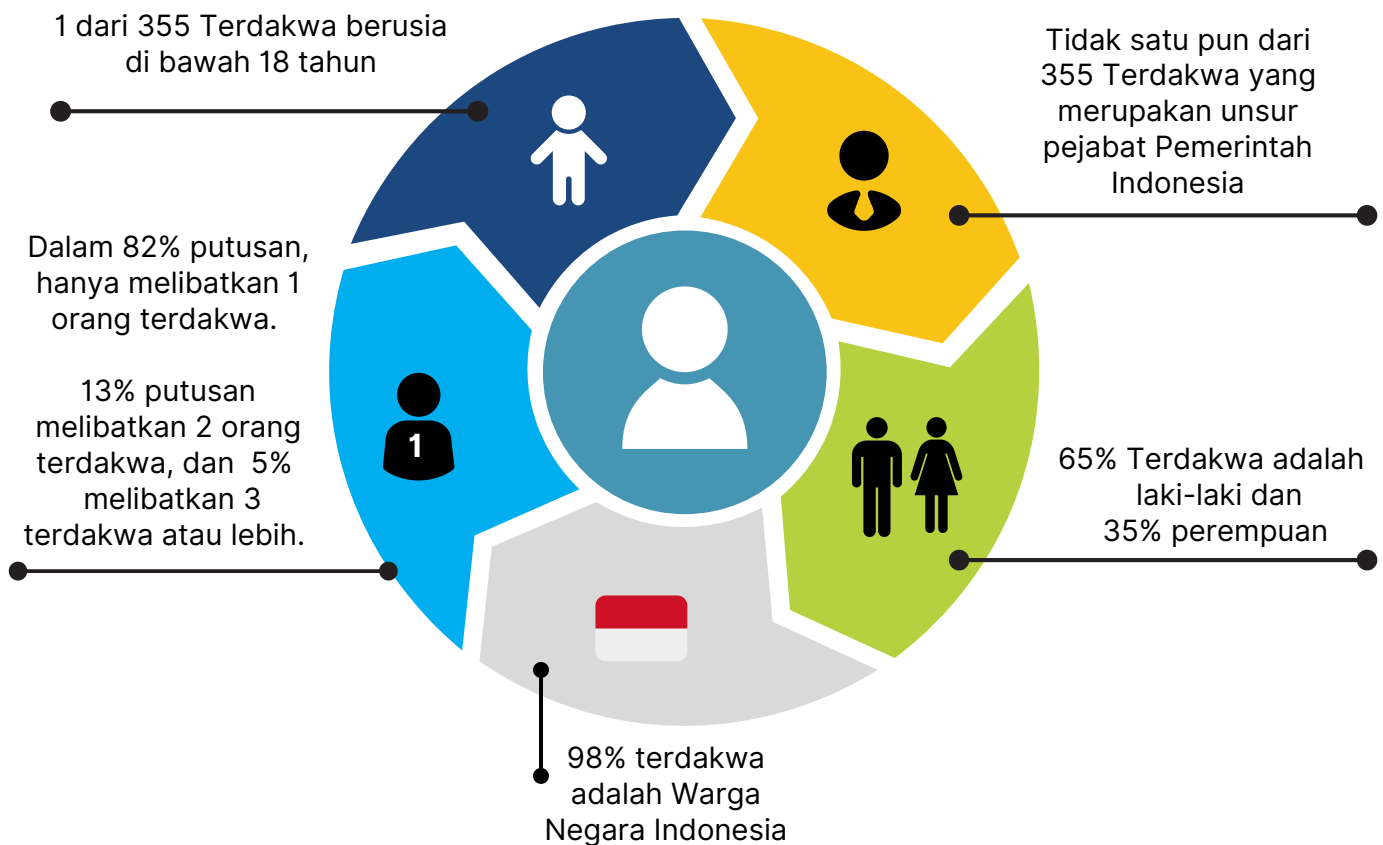 1 dari 355 Terdakwa berusia
di bawah 18 tahun
Tidak satu pun dari
355 Terdakwa yang
merupakan unsur
pejabat Pemerintah
Indonesia
Dalam 82% putusan,
hanya melibatkan 1
orang terdakwa.
13% putusan
melibatkan 2 orang
terdakwa, dan 5%
melibatkan 3
terdakwa atau lebih.
1
65% Terdakwa adalah
laki-laki dan
35% perempuan
98% terdakwa
adalah Warga
Negara Indonesia